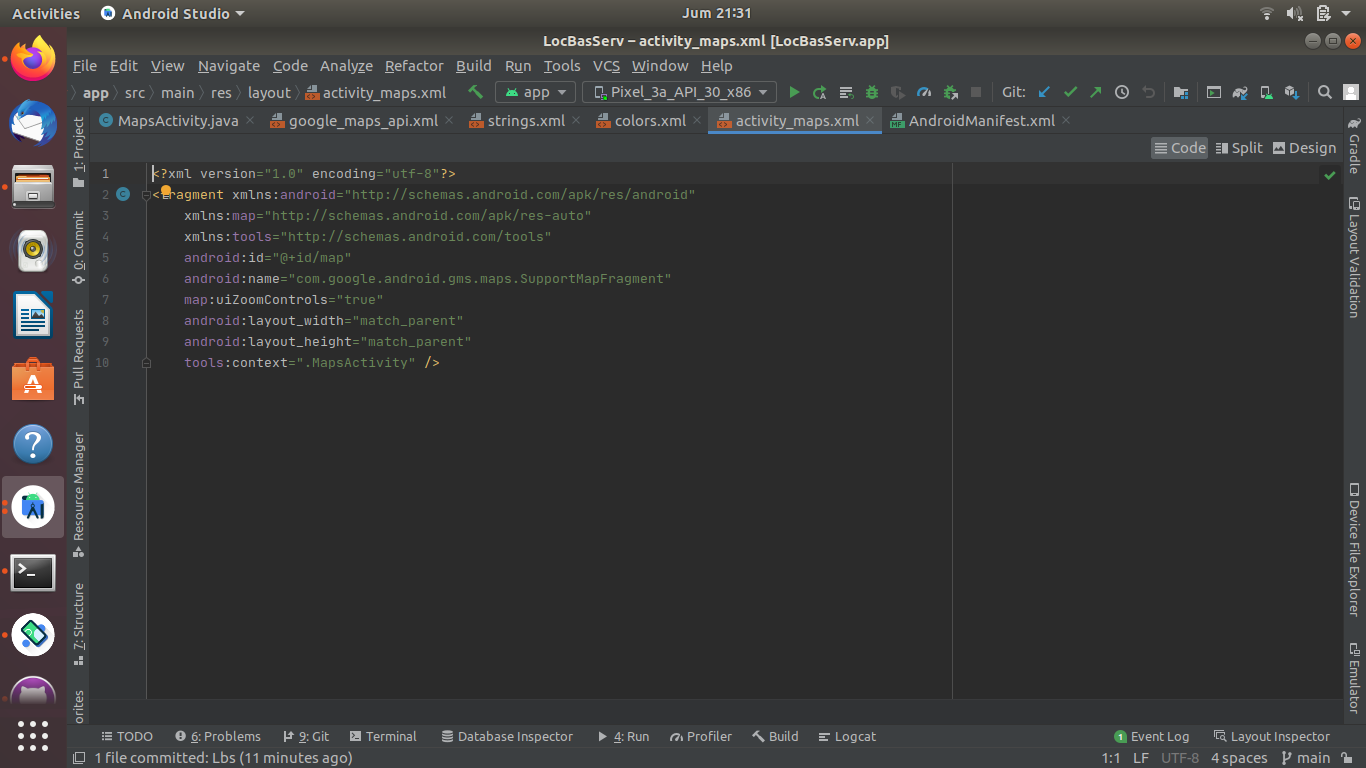 Activities Android Studio Jum 21:31
LocBasServ – activity_maps.xml [LocBasServ.app]
File Edit View Navigate Code Analyze Refactor Build Run Tools VCS Window Help
app src main res layout activity_maps.xml app Pixel_3a_API_30_x86 Git:
MapsActivity.java google_maps_api.xml strings.xml colors.xml activity_maps.xml AndroidManifest.xml
Code Split Design
1 <?xml version="1.0" encoding="utf-8"?>
2 <fragment xmlns:android="http://schemas.android.com/apk/res/android"
3 xmlns:map="http://schemas.android.com/apk/res-auto"
4 xmlns:tools="http://schemas.android.com/tools"
5 android:id="@+id/map"
6 android:name="com.google.android.gms.maps.SupportMapFragment"
7 map:uiZoomControls="true"
8 android:layout_width="match_parent"
9 android:layout_height="match_parent"
10 tools:context=".MapsActivity" />
1: Project
0: Commit
Pull Requests
Resource Manager
7: Structure
orites
Gradle
Layout Validation
Device File Explorer
Emulator
TODO 6: Problems 9: Git Terminal Database Inspector 4: Run Profiler Build Logcat 1 Event Log Layout Inspector
1 file committed: Lbs (11 minutes ago) 1:1 LF UTF-8 4 spaces main